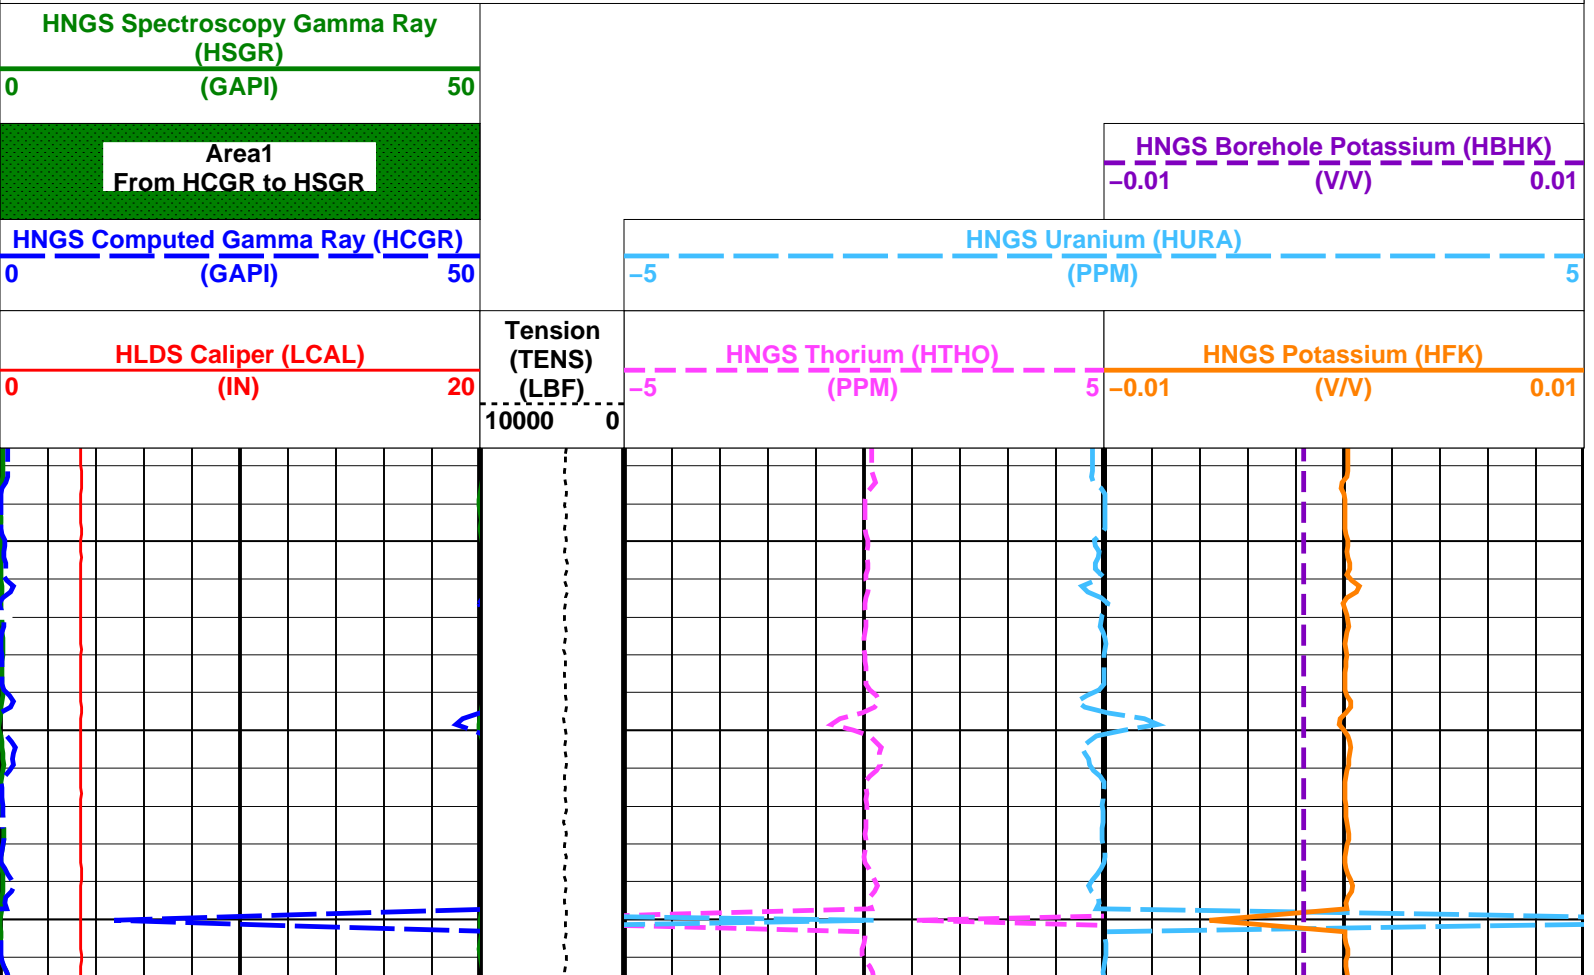 HNGS Spectroscopy Gamma Ray
(HSGR)
0 (GAPI) 50
Area1
From HCGR to HSGR
HNGS Borehole Potassium (HBHK)
−0.01 (V/V) 0.01
HNGS Computed Gamma Ray (HCGR)
0 (GAPI) 50
HNGS Uranium (HURA)
−5 (PPM) 5
HLDS Caliper (LCAL)
0 (IN) 20
Tension
(TENS)
(LBF)
10000 0
HNGS Thorium (HTHO)
−5 (PPM) 5
HNGS Potassium (HFK)
−0.01 (V/V) 0.01